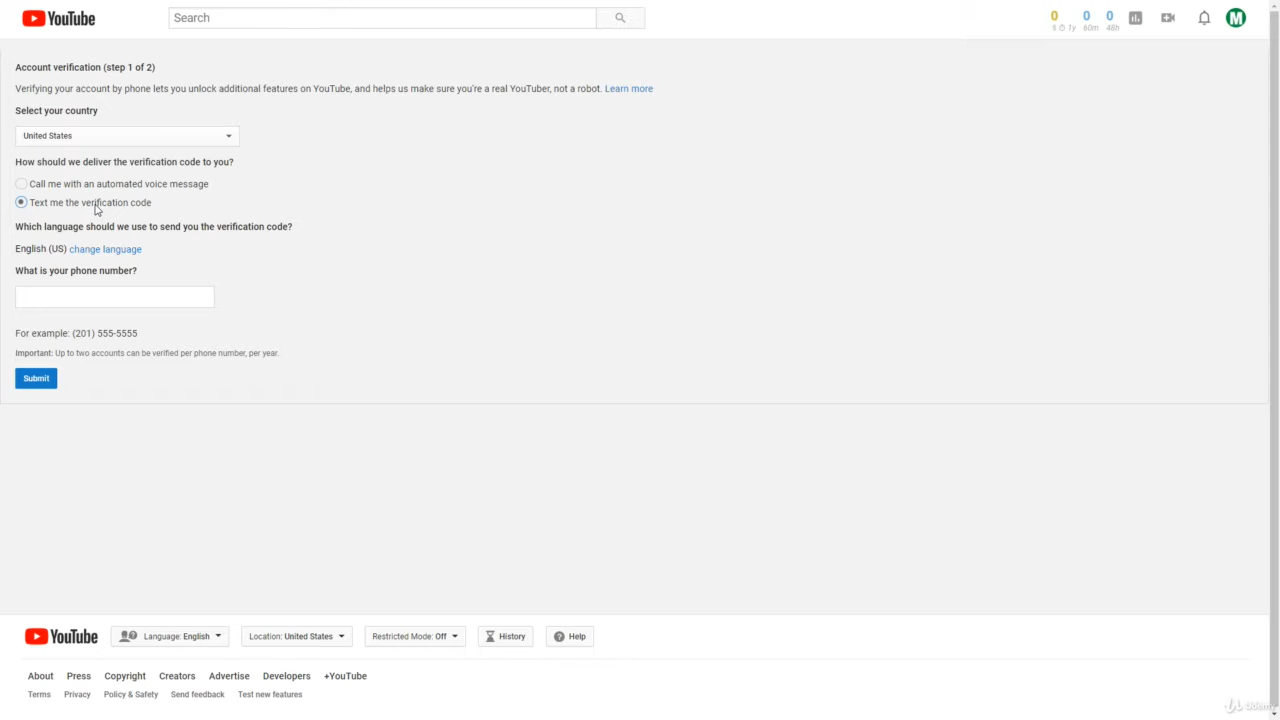 YouTube
Search
0 0 0
$ 1y 60m 48h
M
Account verification (step 1 of 2)
Verifying your account by phone lets you unlock additional features on YouTube, and helps us make sure you're a real YouTuber, not a robot. Learn more
Select your country
United States
How should we deliver the verification code to you?
Call me with an automated voice message
Text me the verification code
Which language should we use to send you the verification code?
English (US) change language
What is your phone number?
For example: (201) 555-5555
Important: Up to two accounts can be verified per phone number, per year.
Submit
YouTube Language: English Location: United States Restricted Mode: Off History Help
About Press Copyright Creators Advertise Developers +YouTube
Terms Privacy Policy & Safety Send feedback Test new features
Udemy